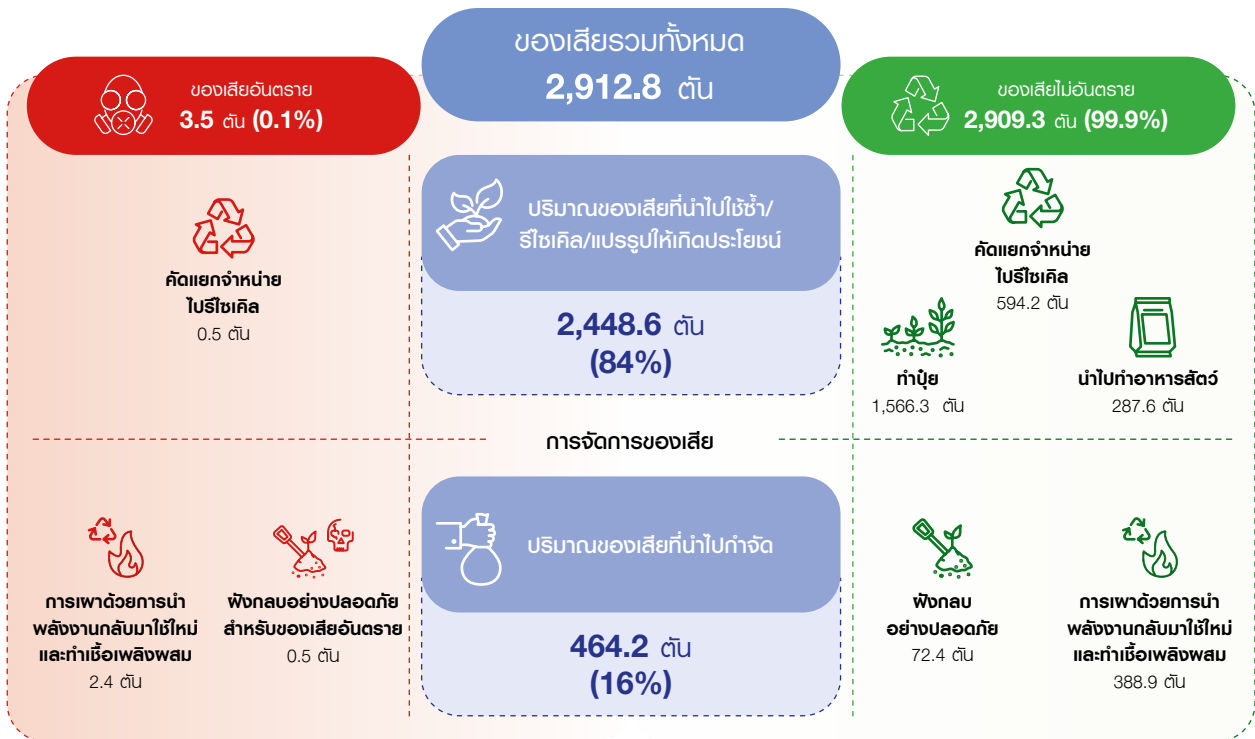 ของเสียรวมทั้งหมด
2,912.8 ตัน
ของเสียอันตราย
3.5 ตัน (0.1%)
ของเสียไม่อันตราย
2,909.3 ตัน (99.9%)
ปริมาณของเสียที่นำไปใช้ซ้ำ/
รีไซเคิล/แปรรูปให้เกิดประโยชน์
2,448.6 ตัน
(84%)
คัดแยกจำหน่าย
ไปรีไซเคิล
0.5 ตัน
คัดแยกจำหน่าย
ไปรีไซเคิล
594.2 ตัน
ทำปุ๋ย
1,566.3 ตัน
นำไปทำอาหารสัตว์
287.6 ตัน
การจัดการของเสีย
ปริมาณของเสียที่นำไปกำจัด
464.2 ตัน
(16%)
การเผาด้วยการนำ
พลังงานกลับมาใช้ใหม่
และทำเชื้อเพลิงผสม
2.4 ตัน
ฝังกลบอย่างปลอดภัย
สำหรับของเสียอันตราย
0.5 ตัน
ฝังกลบ
อย่างปลอดภัย
72.4 ตัน
การเผาด้วยการนำ
พลังงานกลับมาใช้ใหม่
และทำเชื้อเพลิงผสม
388.9 ตัน